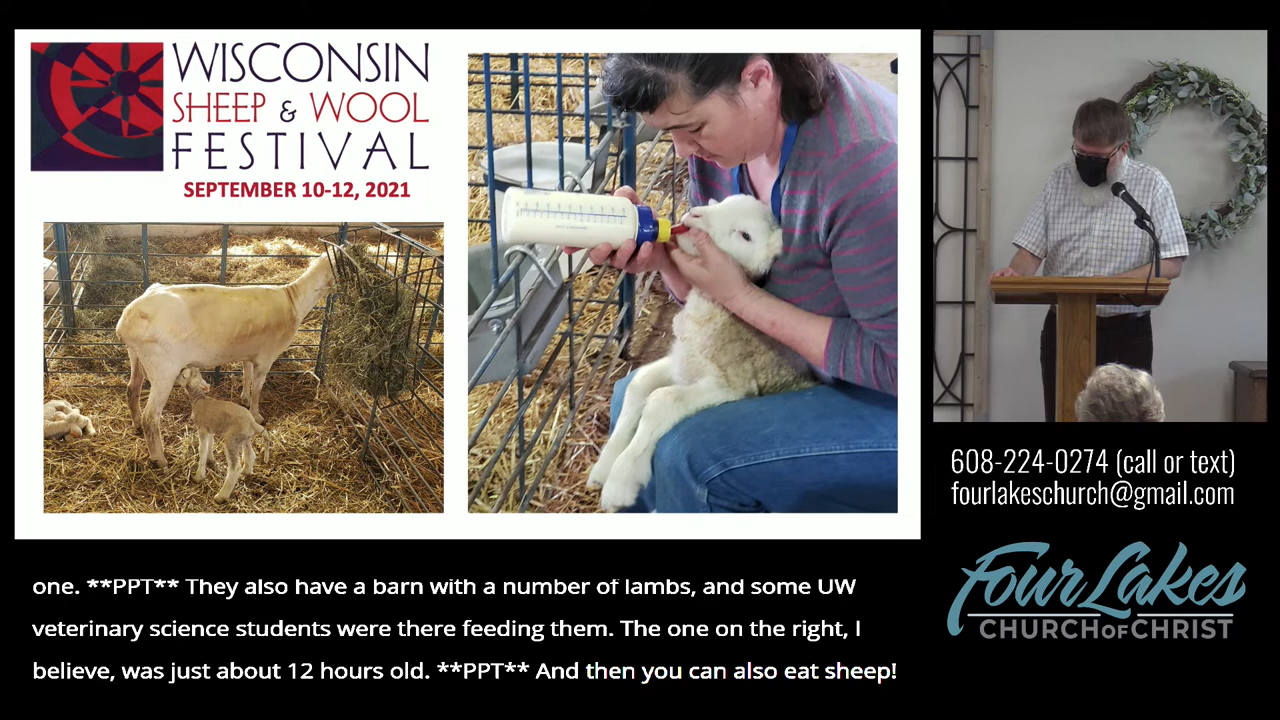 WISCONSIN
SHEEP & WOOL
FESTIVAL
SEPTEMBER 10-12, 2021
608-224-0274 (call or text)
fourlakeschurch@gmail.com
Four Lakes
CHURCH OF CHRIST
one. **PPT** They also have a barn with a number of lambs, and some UW
veterinary science students were there feeding them. The one on the right, I
believe, was just about 12 hours old. **PPT** And then you can also eat sheep!